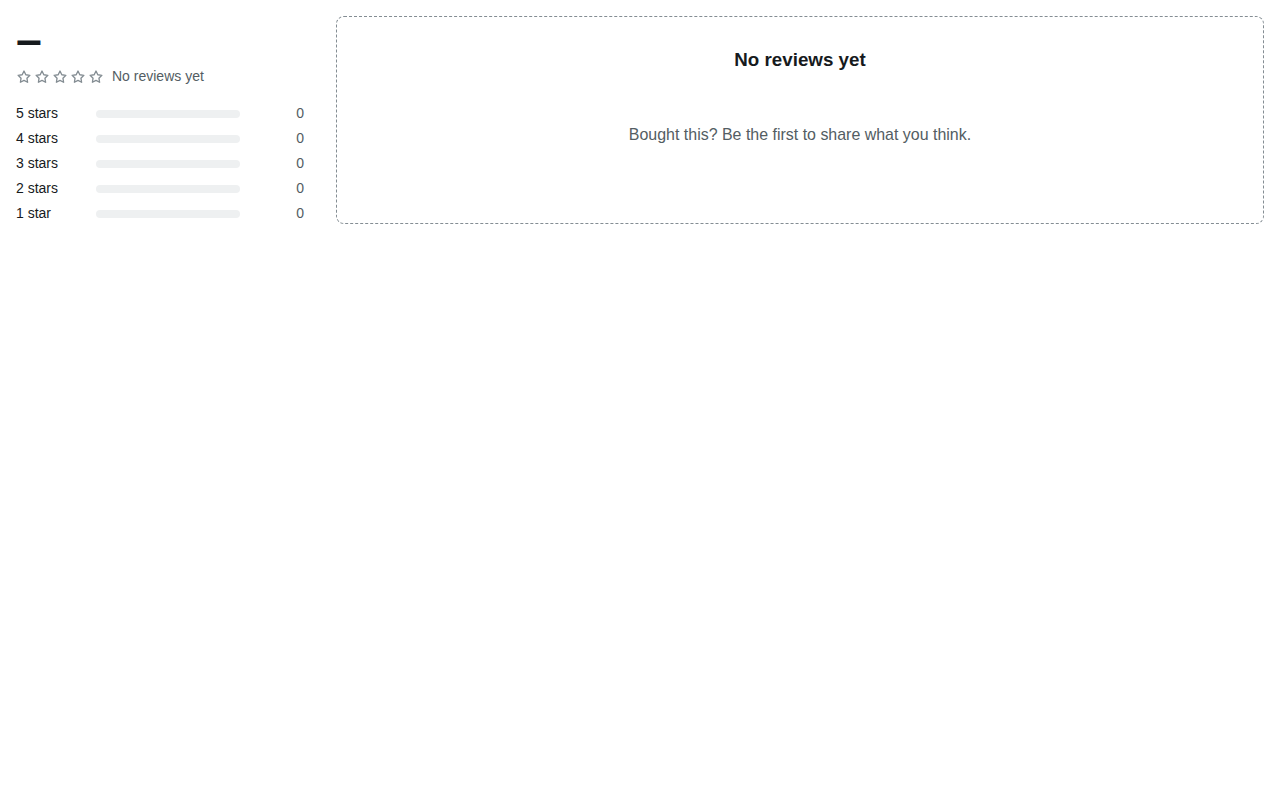 –
No reviews yet
5 stars 0
4 stars 0
3 stars 0
2 stars 0
1 star 0
No reviews yet
Bought this? Be the first to share what you think.